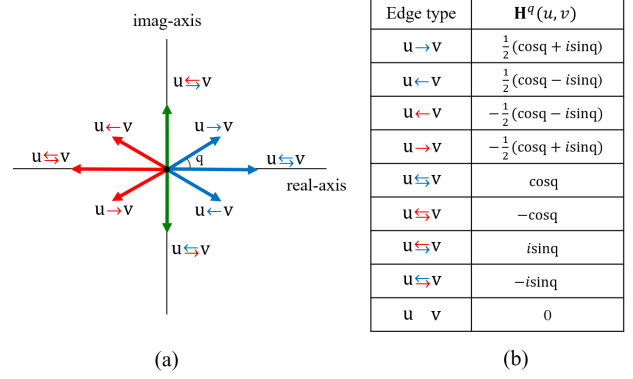 imag-axis
u⇆v
u←v
u→v
q
u⇆v
u⇆v
real-axis
u→v
u←v
u⇆v
(a)
Edge type H^q(u, v)
u→v ½(cosq + isinq)
u←v ½(cosq − isinq)
u←v −½(cosq − isinq)
u→v −½(cosq + isinq)
u⇆v cosq
u⇆v −cosq
u⇆v isinq
u⇆v −isinq
u v 0
(b)